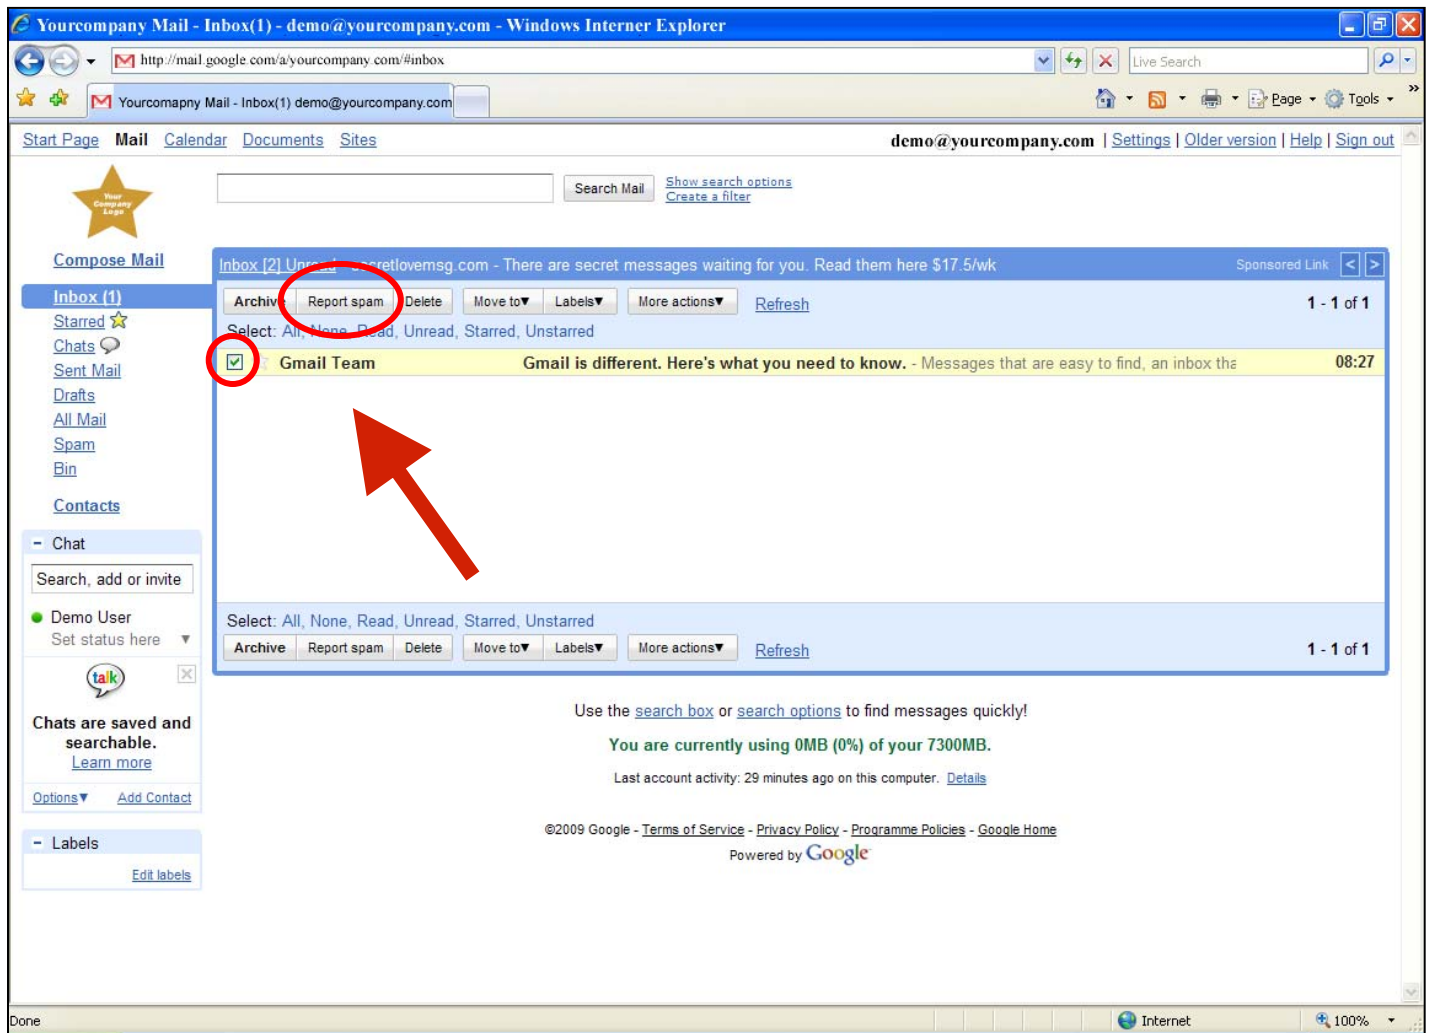 Yourcompany Mail - Inbox(1) - demo@yourcompany.com - Windows Interner Explorer
http://mail.google.com/a/yourcompany.com/#inbox
Live Search
Yourcomapny Mail - Inbox(1) demo@yourcompany.com
Page Tools
Start Page Mail Calendar Documents Sites
demo@yourcompany.com | Settings | Older version | Help | Sign out
Your
Company
Logo
Search Mail
Show search options
Create a filter
Compose Mail
Inbox (1)
Starred
Chats
Sent Mail
Drafts
All Mail
Spam
Bin
Contacts
Inbox [2] Unread - secretlovemsg.com - There are secret messages waiting for you. Read them here $17.5/wk
Sponsored Link < >
Archive Report spam Delete Move to▼ Labels▼ More actions▼ Refresh
1 - 1 of 1
Select: All, None, Read, Unread, Starred, Unstarred
Gmail Team Gmail is different. Here's what you need to know. - Messages that are easy to find, an inbox tha 08:27
Select: All, None, Read, Unread, Starred, Unstarred
Archive Report spam Delete Move to▼ Labels▼ More actions▼ Refresh
1 - 1 of 1
− Chat
Search, add or invite
Demo User
Set status here ▼
talk
Chats are saved and
searchable.
Learn more
Options▼ Add Contact
− Labels
Edit labels
Use the search box or search options to find messages quickly!
You are currently using 0MB (0%) of your 7300MB.
Last account activity: 29 minutes ago on this computer. Details
©2009 Google - Terms of Service - Privacy Policy - Programme Policies - Google Home
Powered by Google
Done
Internet
100%